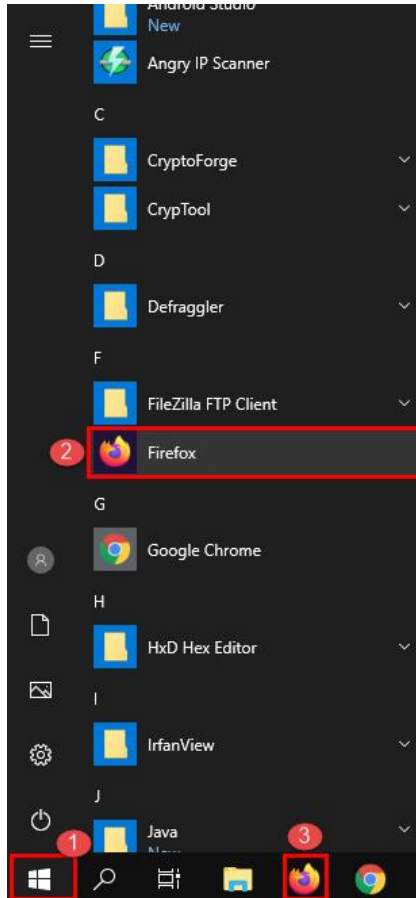 Android Studio
New
Angry IP Scanner
C
CryptoForge
CrypTool
D
Defraggler
F
FileZilla FTP Client
2
Firefox
G
Google Chrome
H
HxD Hex Editor
I
IrfanView
J
Java
New
1
3